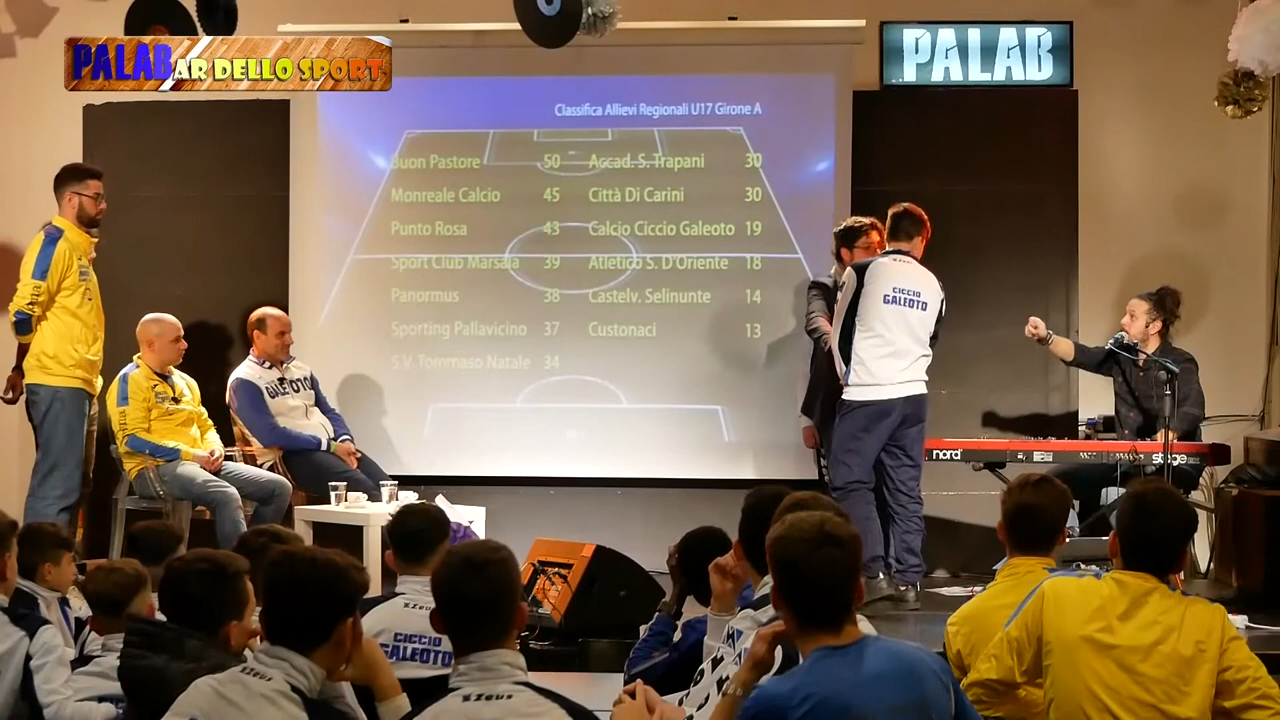 PALABAR DELLO SPORT
PALAB
Classifica Allievi Regionali U17 Girone A
Buon Pastore 50 Accad. S. Trapani 30
Monreale Calcio 45 Città Di Carini 30
Punto Rosa 43 Calcio Ciccio Galeoto 19
Sport Club Marsala 39 Atletico S. D'Oriente 18
Panormus 38 Castelv. Selinunte 14
Sporting Pallavicino 37 Custonaci 13
S.V. Tommaso Natale 34
GALEOTO
CICCIO
GALEOTO
nord
stage
Zeus
CICCIO
GALEOTO
Zeus